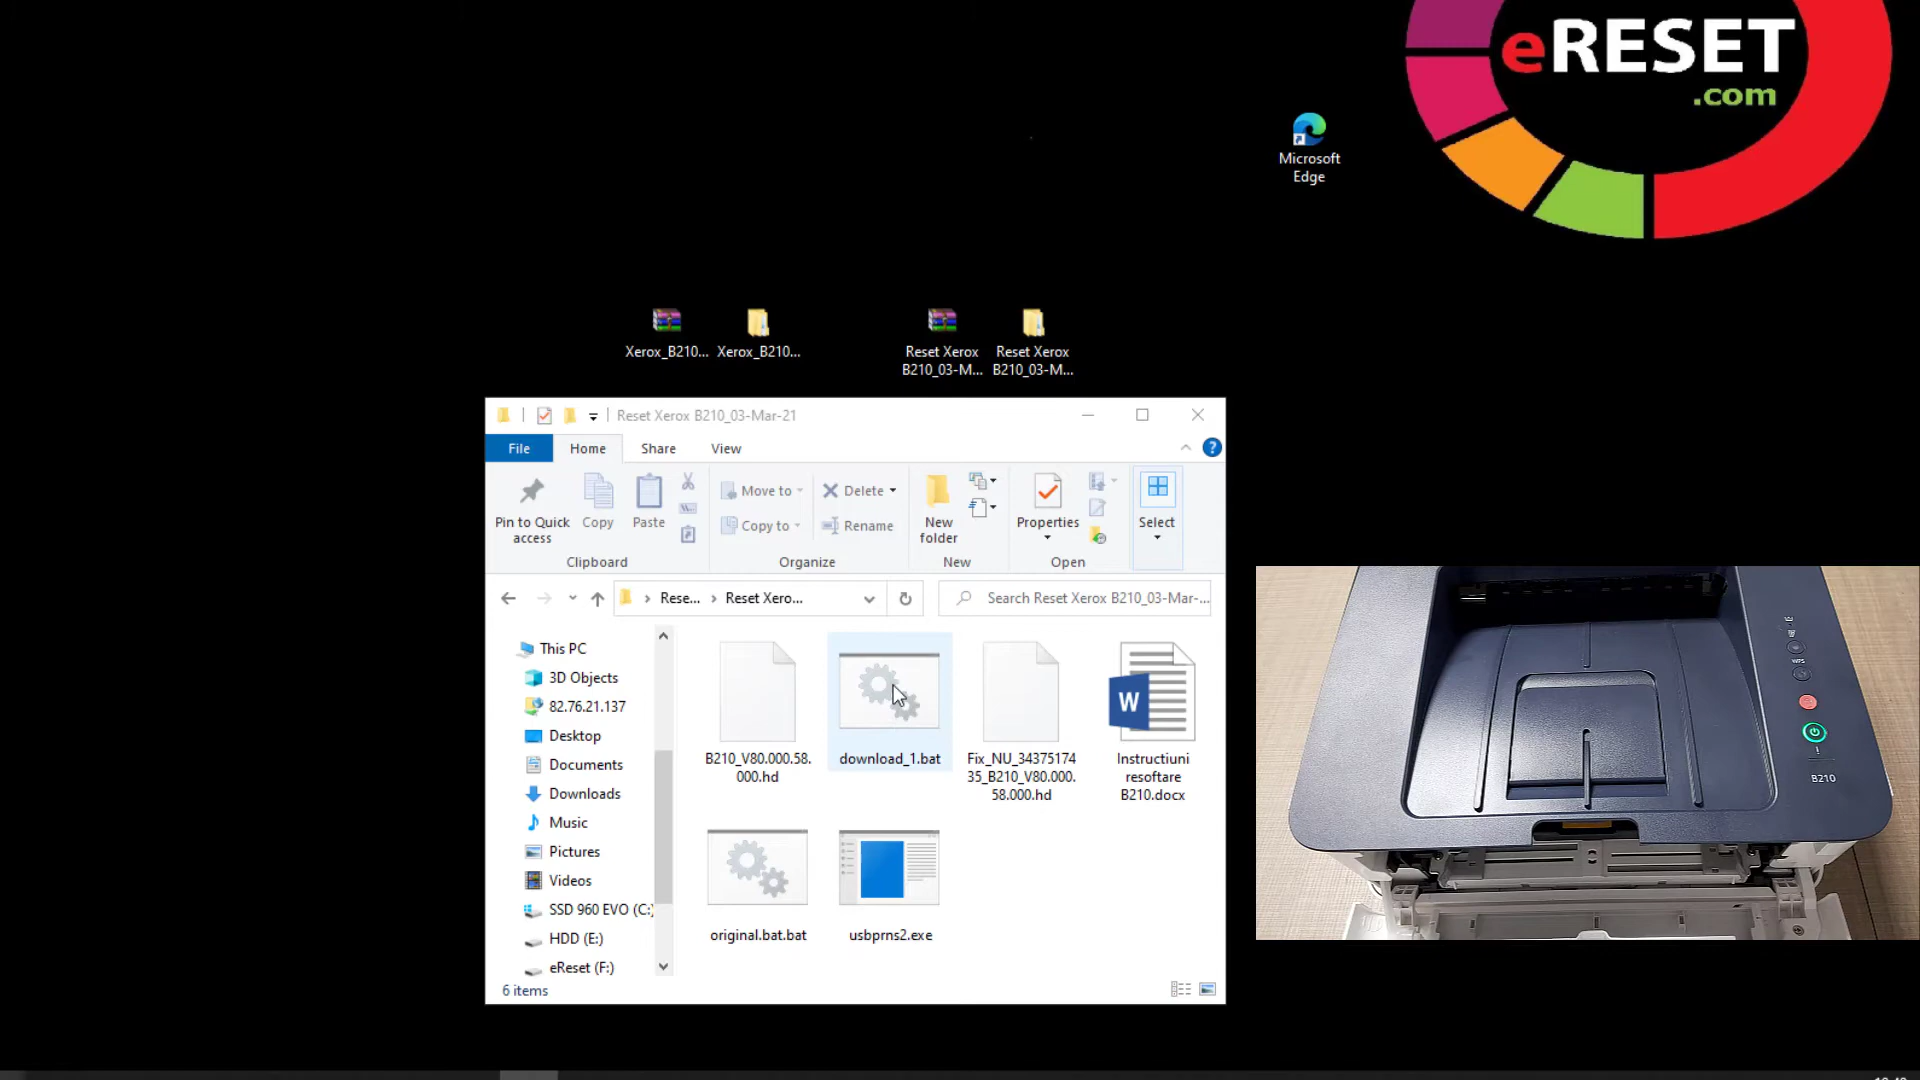 eRESET
.com
Microsoft
Edge
Xerox_B210...
Xerox_B210...
Reset Xerox
B210_03-M...
Reset Xerox
B210_03-M...
Reset Xerox B210_03-Mar-21
File
Home
Share
View
Pin to Quick
access
Copy
Paste
Move to
Copy to
Delete
Rename
New
folder
Properties
Select
Clipboard
Organize
New
Open
Rese...
Reset Xero...
Search Reset Xerox B210_03-Mar-...
This PC
3D Objects
82.76.21.137
Desktop
Documents
Downloads
Music
Pictures
Videos
SSD 960 EVO (C:)
HDD (E:)
eReset (F:)
B210_V80.000.58.
000.hd
download_1.bat
Fix_NU_34375174
35_B210_V80.000.
58.000.hd
Instructiuni
resoftare
B210.docx
original.bat.bat
usbprns2.exe
6 items
WPS
B210